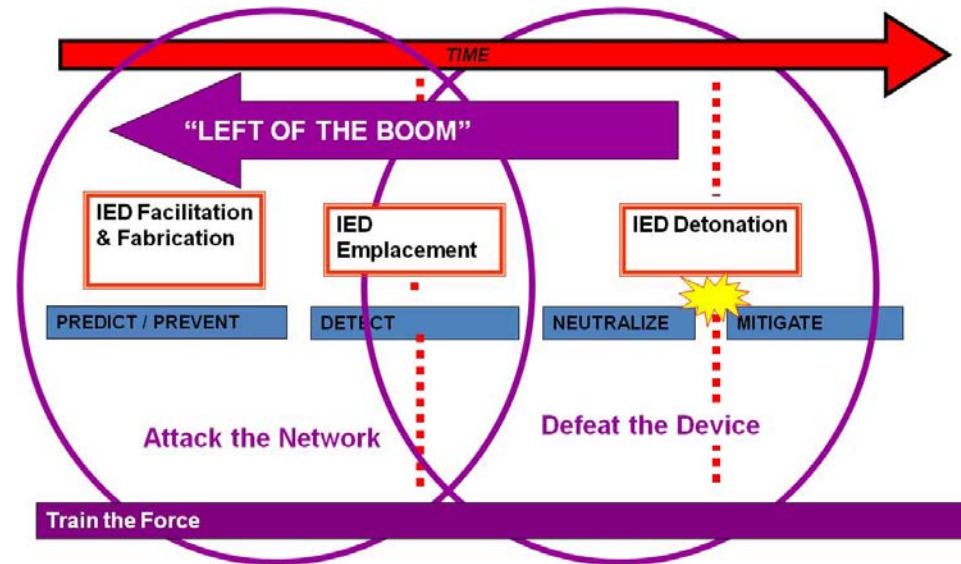 TIME
“LEFT OF THE BOOM”
IED Facilitation
& Fabrication
IED
Emplacement
IED Detonation
PREDICT / PREVENT
DETECT
NEUTRALIZE
MITIGATE
Attack the Network
Defeat the Device
Train the Force